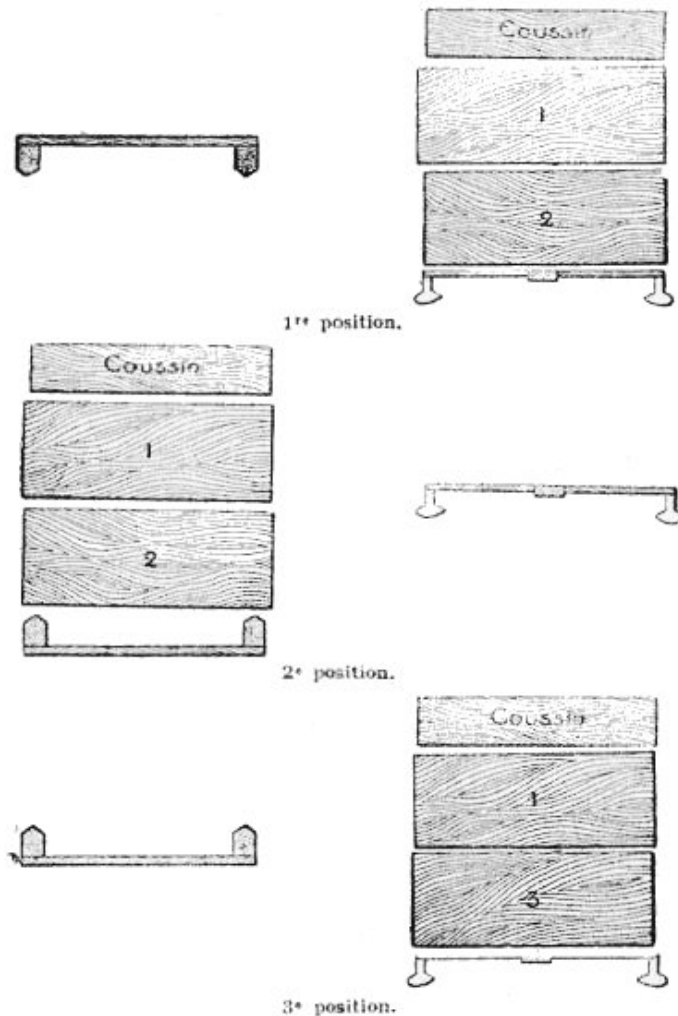 Coussin
1
2
1re position.
Coussin
1
2
2e position.
Coussin
1
3
3e position.